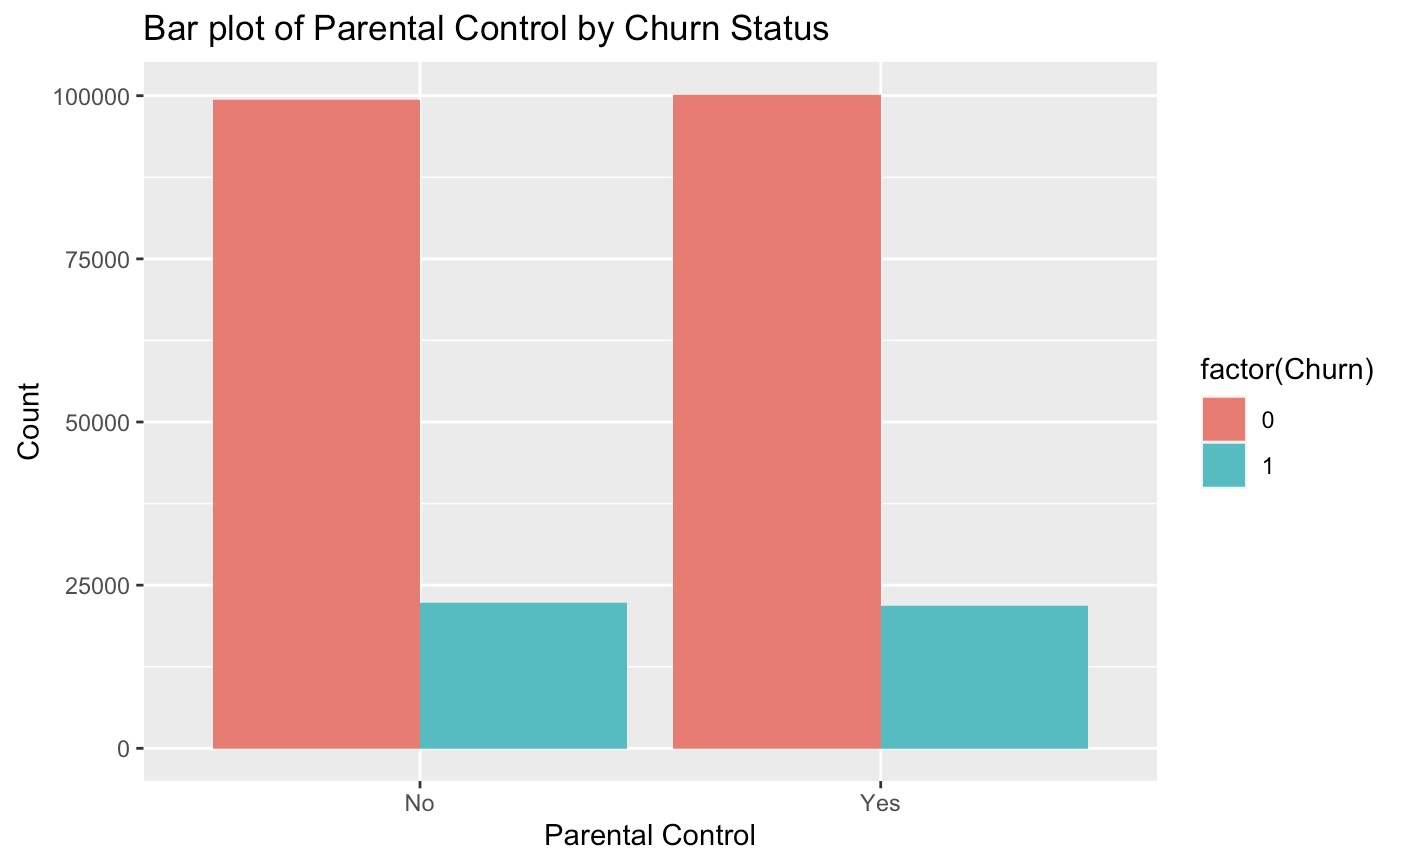 Bar plot of Parental Control by Churn Status
100000
75000
50000
25000
0
Count
No
Yes
Parental Control
factor(Churn)
0
1